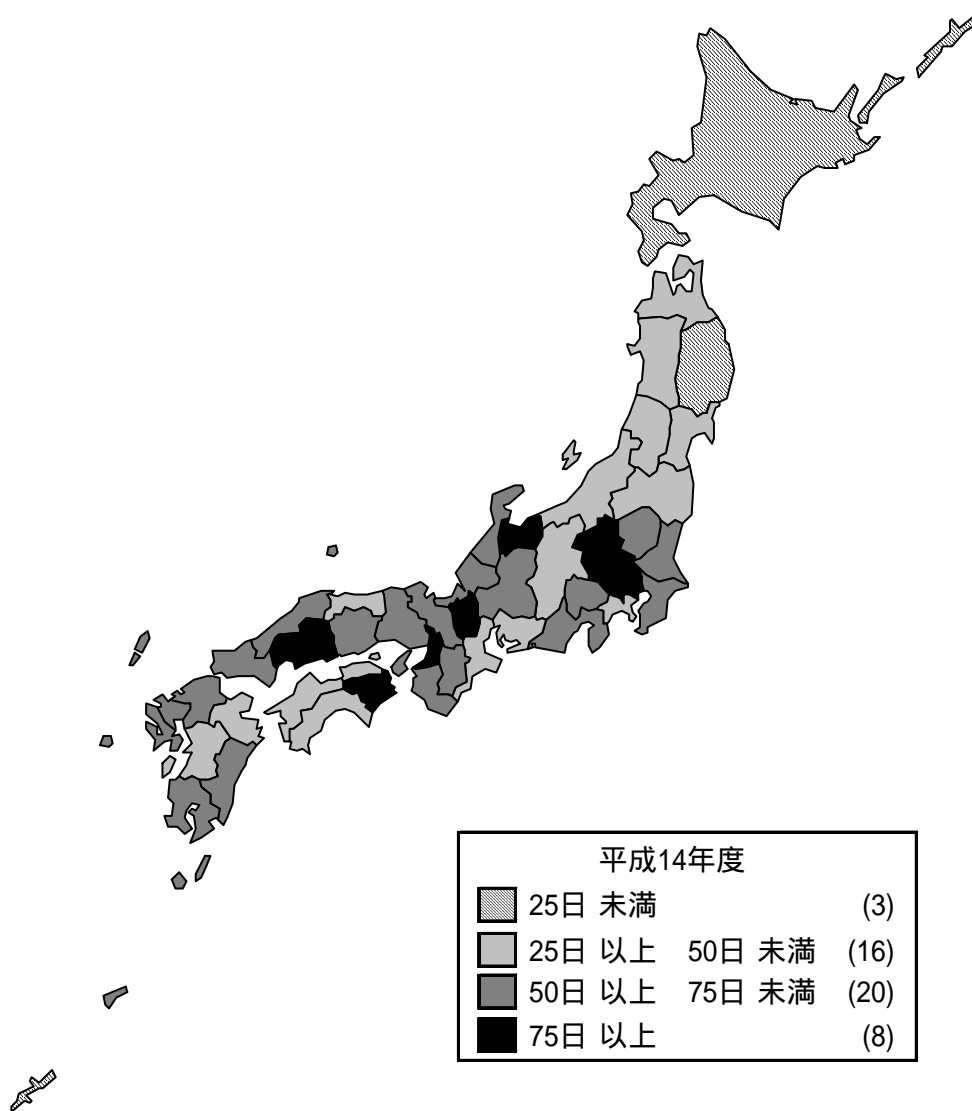 平成14年度
25日 未満 (3)
25日 以上 50日 未満 (16)
50日 以上 75日 未満 (20)
75日 以上 (8)